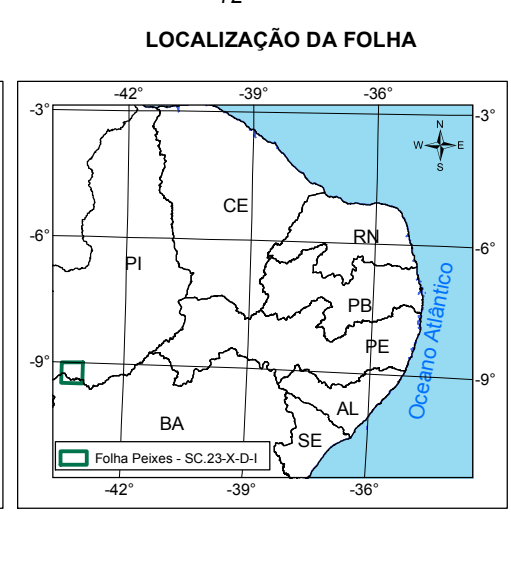 LOCALIZAÇÃO DA FOLHA
-42° -39° -36°
-3° -3°
N
W E
S
CE
RN
-6° -6°
PI
PB
PE
Oceano Atlântico
-9° -9°
AL
BA
SE
Folha Peixes - SC.23-X-D-I
-42° -39° -36°